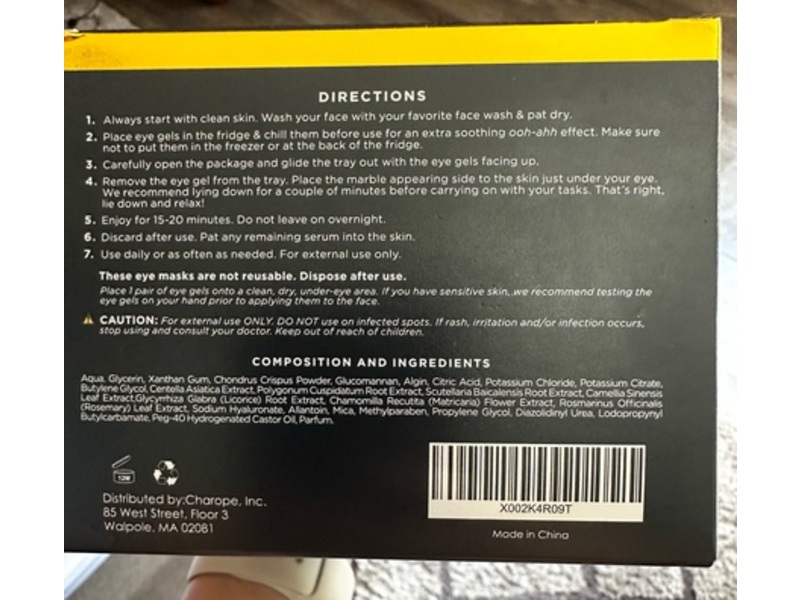 DIRECTIONS
1. Always start with clean skin. Wash your face with your favorite face wash & pat dry.
2. Place eye gels in the fridge & chill them before use for an extra soothing ooh-ahh effect. Make sure
not to put them in the freezer or at the back of the fridge.
3. Carefully open the package and glide the tray out with the eye gels facing up.
4. Remove the eye gel from the tray. Place the marble appearing side to the skin just under your eye.
We recommend lying down for a couple of minutes before carrying on with your tasks. That's right,
lie down and relax!
5. Enjoy for 15-20 minutes. Do not leave on overnight.
6. Discard after use. Pat any remaining serum into the skin.
7. Use daily or as often as needed. For external use only.
These eye masks are not reusable. Dispose after use.
Place 1 pair of eye gels onto a clean, dry, under-eye area. If you have sensitive skin, we recommend testing the
eye gels on your hand prior to applying them to the face.
CAUTION: For external use ONLY. DO NOT use on infected spots. If rash, irritation and/or infection occurs,
stop using and consult your doctor. Keep out of reach of children.
COMPOSITION AND INGREDIENTS
Aqua, Glycerin, Xanthan Gum, Chondrus Crispus Powder, Glucomannan, Algin, Citric Acid, Potassium Chloride, Potassium Citrate,
Butylene Glycol, Centella Asiatica Extract, Polygonum Cuspidatum Root Extract, Scutellaria Baicalensis Root Extract, Camellia Sinensis
Leaf Extract,Glycyrrhiza Glabra (Licorice) Root Extract, Chamomilla Recutita (Matricaria) Flower Extract, Rosmarinus Officinalis
(Rosemary) Leaf Extract, Sodium Hyaluronate, Allantoin, Mica, Methylparaben, Propylene Glycol, Diazolidinyl Urea, Lodopropynyl
Butylcarbamate, Peg-40 Hydrogenated Castor Oil, Parfum.
12M
Distributed by:Charope, Inc.
85 West Street, Floor 3
Walpole, MA 02081
X002K4R09T
Made in China